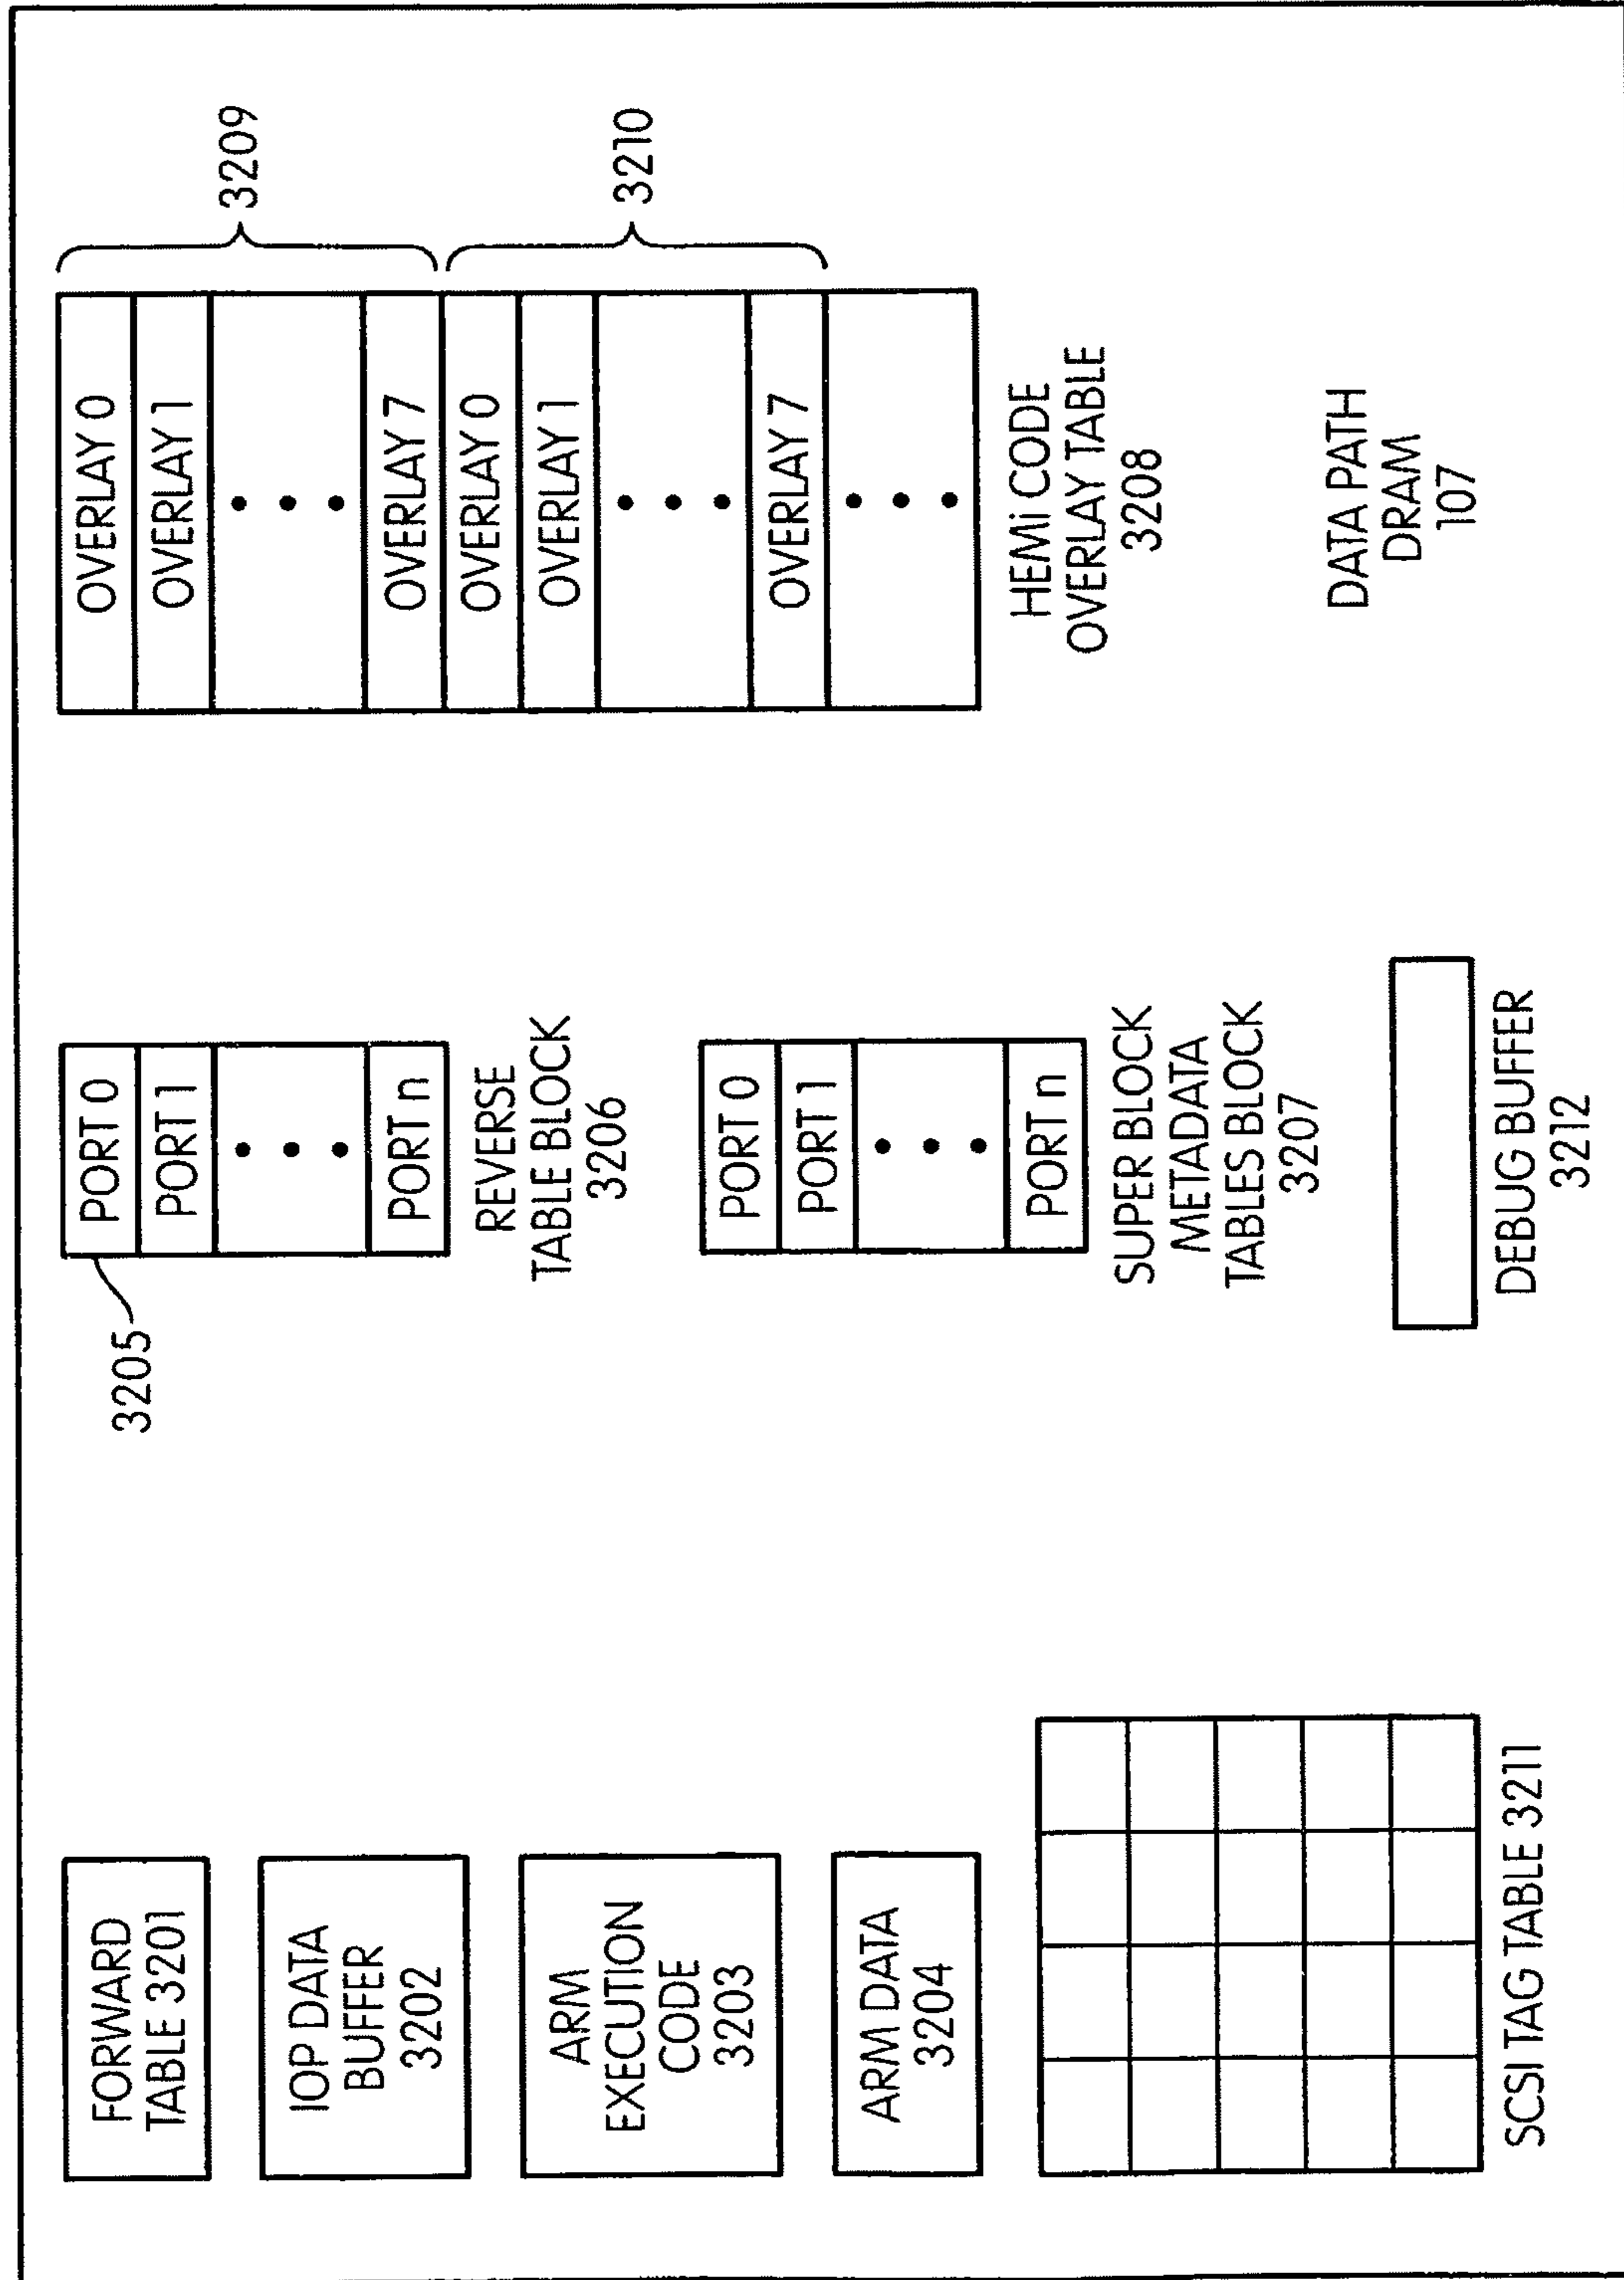 FORWARD
TABLE 3201
IOP DATA
BUFFER
3202
ARM
EXECUTION
CODE
3203
ARM DATA
3204
SCSI TAG TABLE 3211
3205
PORT 0
PORT 1
PORT n
REVERSE
TABLE BLOCK
3206
PORT 0
PORT 1
PORT n
SUPER BLOCK
METADATA
TABLES BLOCK
3207
DEBUG BUFFER
3212
OVERLAY 0
OVERLAY 1
OVERLAY 7
OVERLAY 0
OVERLAY 1
OVERLAY 7
3209
3210
HEMi CODE
OVERLAY TABLE
3208
DATA PATH
DRAM
107